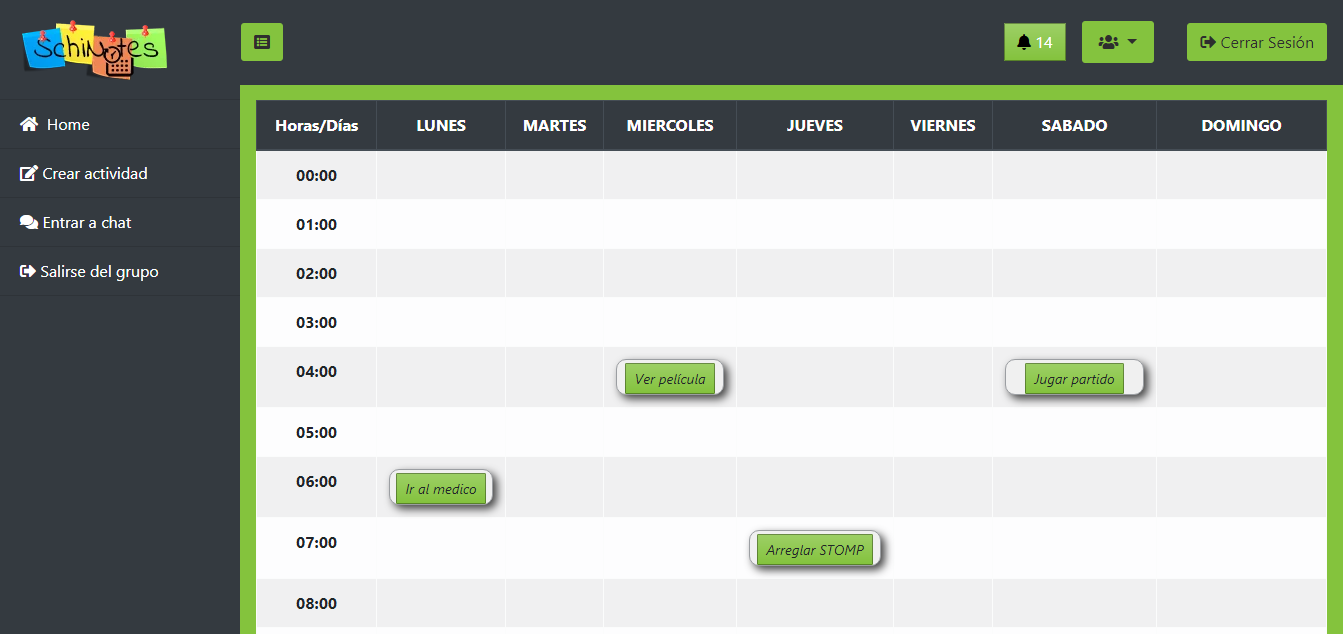 SchiNotes
14
Cerrar Sesión
Home
Crear actividad
Entrar a chat
Salirse del grupo
Horas/Días LUNES MARTES MIERCOLES JUEVES VIERNES SABADO DOMINGO
00:00
01:00
02:00
03:00
04:00 Ver película Jugar partido
05:00
06:00 Ir al medico
07:00 Arreglar STOMP
08:00